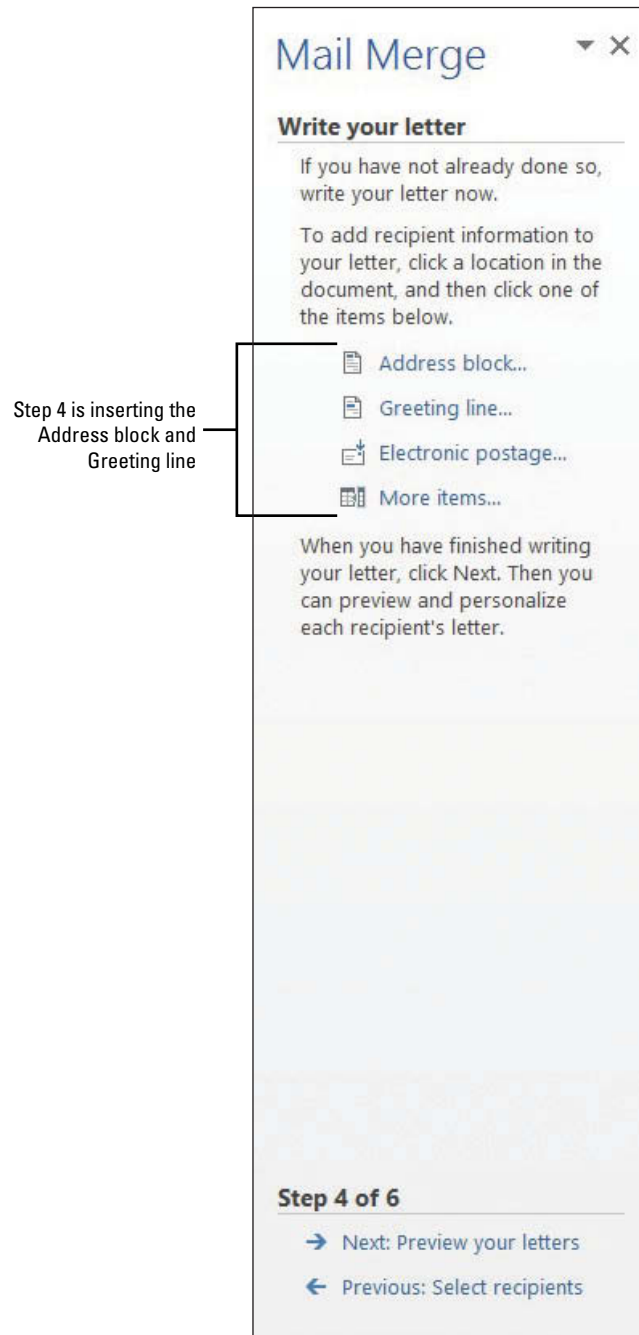 Mail Merge
Write your letter
If you have not already done so,
write your letter now.
To add recipient information to
your letter, click a location in the
document, and then click one of
the items below.
Address block...
Greeting line...
Electronic postage...
More items...
Step 4 is inserting the
Address block and
Greeting line
When you have finished writing
your letter, click Next. Then you
can preview and personalize
each recipient's letter.
Step 4 of 6
Next: Preview your letters
Previous: Select recipients